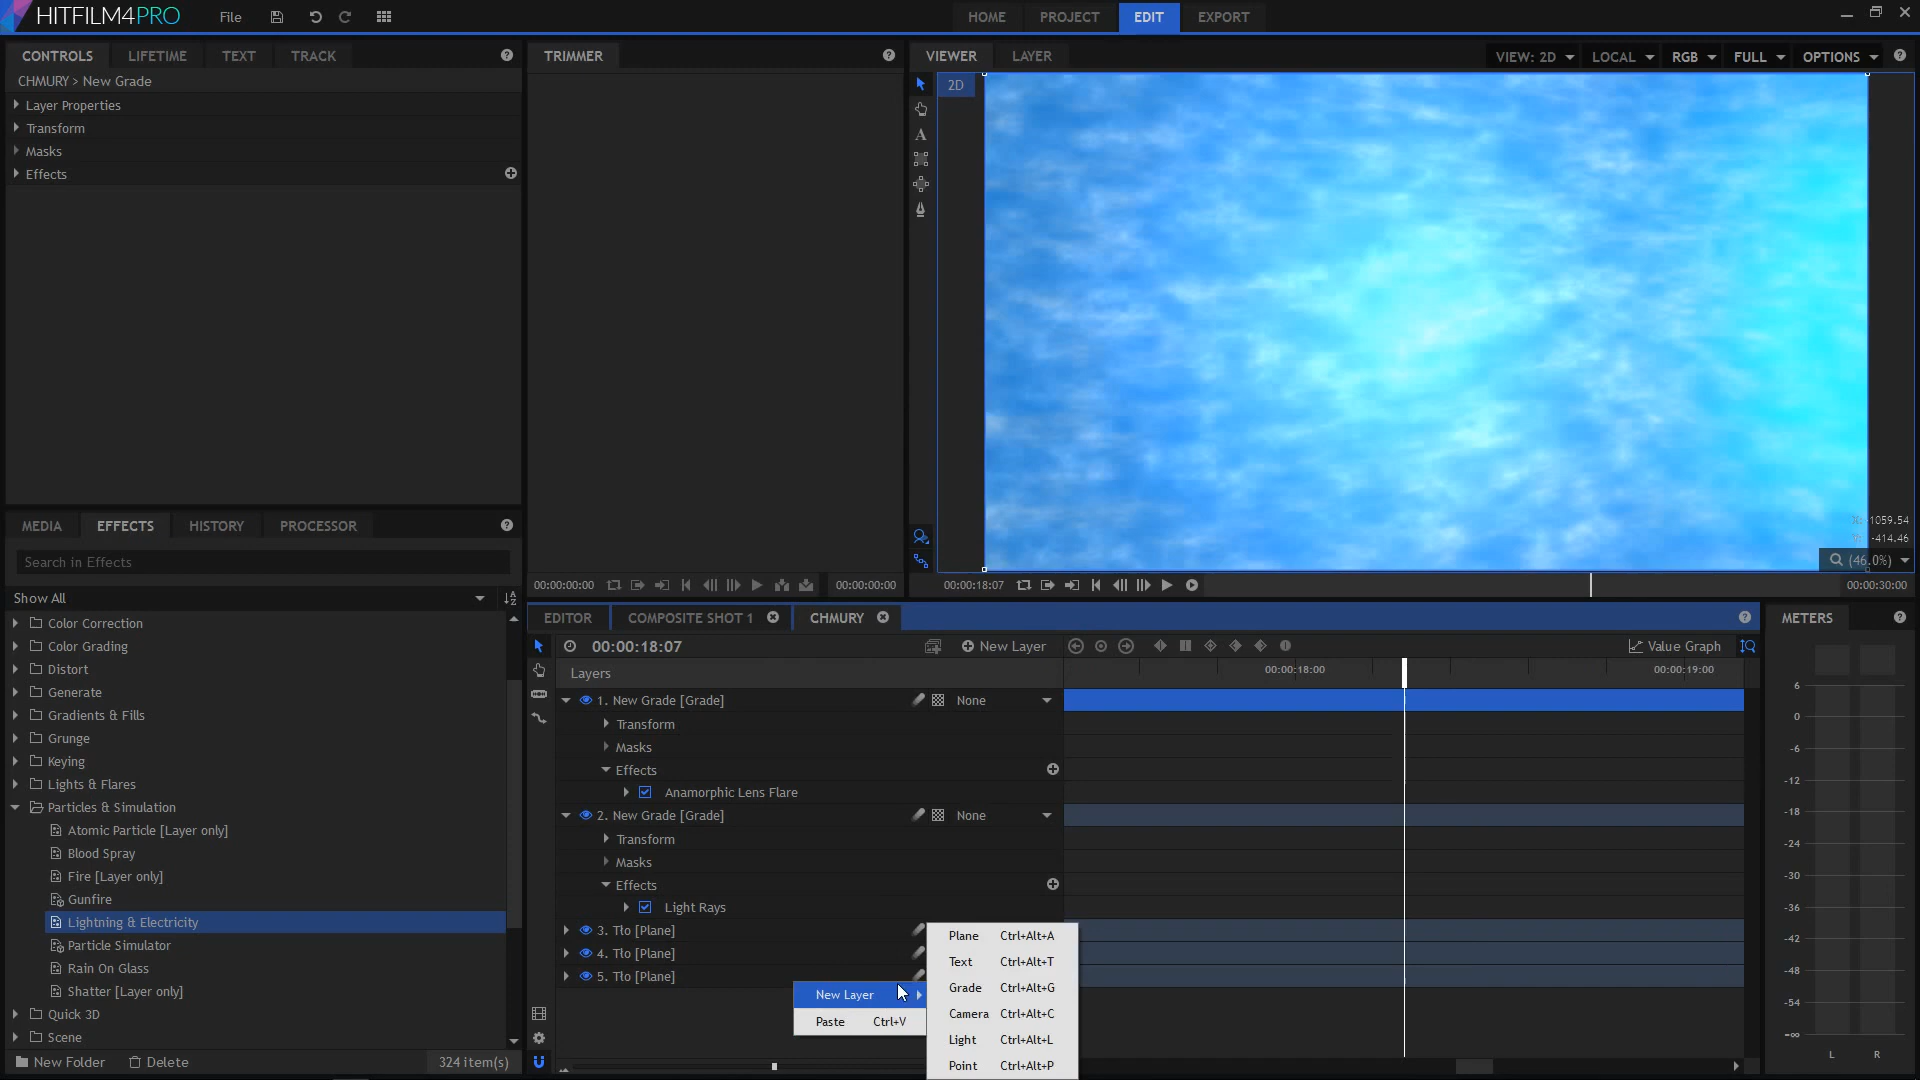 HITFILM4PRO
File
HOME
PROJECT
EDIT
EXPORT
CONTROLS
LIFETIME
TEXT
TRACK
CHMURY > New Grade
Layer Properties
Transform
Masks
Effects
TRIMMER
00:00:00:00
00:00:00:00
VIEWER
LAYER
VIEW: 2D
LOCAL
RGB
FULL
OPTIONS
2D
A
-1059.54
-414.46
(46.0%)
00:00:18:07
00:00:30:00
MEDIA
EFFECTS
HISTORY
PROCESSOR
Search in Effects
Show All
Color Correction
Color Grading
Distort
Generate
Gradients & Fills
Grunge
Keying
Lights & Flares
Particles & Simulation
Atomic Particle [Layer only]
Blood Spray
Fire [Layer only]
Gunfire
Lightning & Electricity
Particle Simulator
Rain On Glass
Shatter [Layer only]
Quick 3D
Scene
New Folder
Delete
324 item(s)
EDITOR
COMPOSITE SHOT 1
CHMURY
00:00:18:07
New Layer
Value Graph
Layers
00:00:18:00
00:00:19:00
1. New Grade [Grade]
None
Transform
Masks
Effects
Anamorphic Lens Flare
2. New Grade [Grade]
None
Transform
Masks
Effects
Light Rays
3. Tło [Plane]
4. Tło [Plane]
5. Tło [Plane]
New Layer
Paste Ctrl+V
Plane Ctrl+Alt+A
Text Ctrl+Alt+T
Grade Ctrl+Alt+G
Camera Ctrl+Alt+C
Light Ctrl+Alt+L
Point Ctrl+Alt+P
METERS
6
0
-6
-12
-18
-24
-30
-36
-42
-48
-54
-∞
L
R